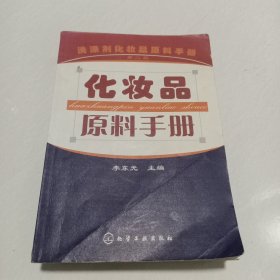 洗涤剂化妆品原料手册
化妆品
huazhuangpin yuanliao shouce
原料手册
李东光 主编
化学工业出版社